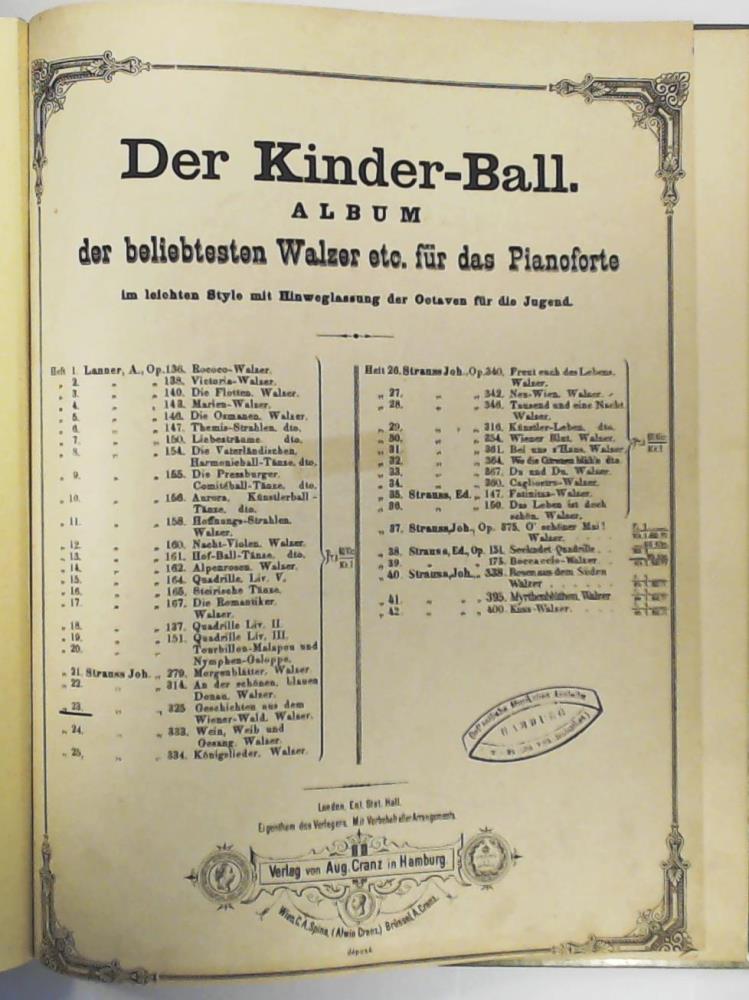 Der Kinder-Ball.
ALBUM
der beliebtesten Walzer etc. für das Pianoforte
im leichten Style mit Hinweglassung der Octaven für die Jugend.
Heft 1. Lanner, A., Op. 136. Rococo-Walzer.
„ 2. „ „ 138. Victoria-Walzer.
„ 3. „ „ 140. Die Flotten. Walzer.
„ 4. „ „ 143. Marien-Walzer.
„ 5. „ „ 146. Die Osmanen. Walzer.
„ 6. „ „ 147. Themis-Strahlen. dto.
„ 7. „ „ 150. Liebesträume. dto.
„ 8. „ „ 154. Die Vaterländischen.
Harmonieball-Tänze. dto.
„ 9. „ „ 155. Die Pressburger.
Comitéball-Tänze. dto.
„ 10. „ „ 156. Aurora. Künstlerball-
Tänze. dto.
„ 11. „ „ 158. Hoffnungs-Strahlen.
Walzer.
„ 12. „ „ 160. Nacht-Violen. Walzer.
„ 13. „ „ 161. Hof-Ball-Tänze. dto.
„ 14. „ „ 162. Alpenrosen. Walzer.
„ 15. „ „ 164. Quadrille. Liv. V.
„ 16. „ „ 165. Steirische Tänze.
„ 17. „ „ 167. Die Romantiker.
Walzer.
„ 18. „ „ 137. Quadrille Liv. II.
„ 19. „ „ 151. Quadrille Liv. III.
„ 20. „ „ Tourbillon-Malapou und
Nymphen-Galoppe.
„ 21. Strauss Joh. „ 279. Morgenblätter. Walzer.
„ 22. „ „ 314. An der schönen, blauen
Donau. Walzer.
„ 23. „ „ 325 Geschichten aus dem
Wiener-Wald. Walzer.
„ 24. „ „ 333. Wein, Weib und
Gesang. Walzer.
„ 25. „ „ 334. Königslieder. Walzer.
Heft 26. Strauss Joh., Op. 340. Freut euch des Lebens.
Walzer.
„ 27. „ „ 342. Neu-Wien. Walzer.
„ 28. „ „ 346. Tausend und eine Nacht
Walzer.
„ 29. „ „ 316. Künstler-Leben. dto.
„ 30. „ „ 354. Wiener Blut. Walzer.
„ 31. „ „ 361. Bei uns z'Haus. Walzer.
„ 32. „ „ 364. Wo die Citronen blüh'n dto.
„ 33. „ „ 367. Du und Du. Walzer.
„ 34. „ „ 360. Cagliostro-Walzer.
„ 35. Strauss, Ed. „ 147. Fatinitza-Walzer.
„ 36. „ „ 150. Das Leben ist doch
schön. Walzer.
„ 37. Strauss, Joh., Op. 375. O' schöner Mai!
Walzer.
„ 38. Strauss, Ed., Op. 151. Seekadet-Quadrille.
„ 39. „ „ 175. Boccaccio-Walzer.
„ 40. Strauss, Joh., „ 338. Rosen aus dem Süden
Walzer
„ 41. „ „ 395. Myrthenblüthen. Walzer
„ 42. „ „ 400. Kuss-Walzer.
HAMBURG
London, Ent. Stat. Hall.
Eigenthum des Verlegers. Mit Vorbehalt aller Arrangements.
Verlag von Aug. Cranz in Hamburg.
Wien, C. A. Spina, (Alwin Cranz.) Brüssel, A. Cranz.
déposé